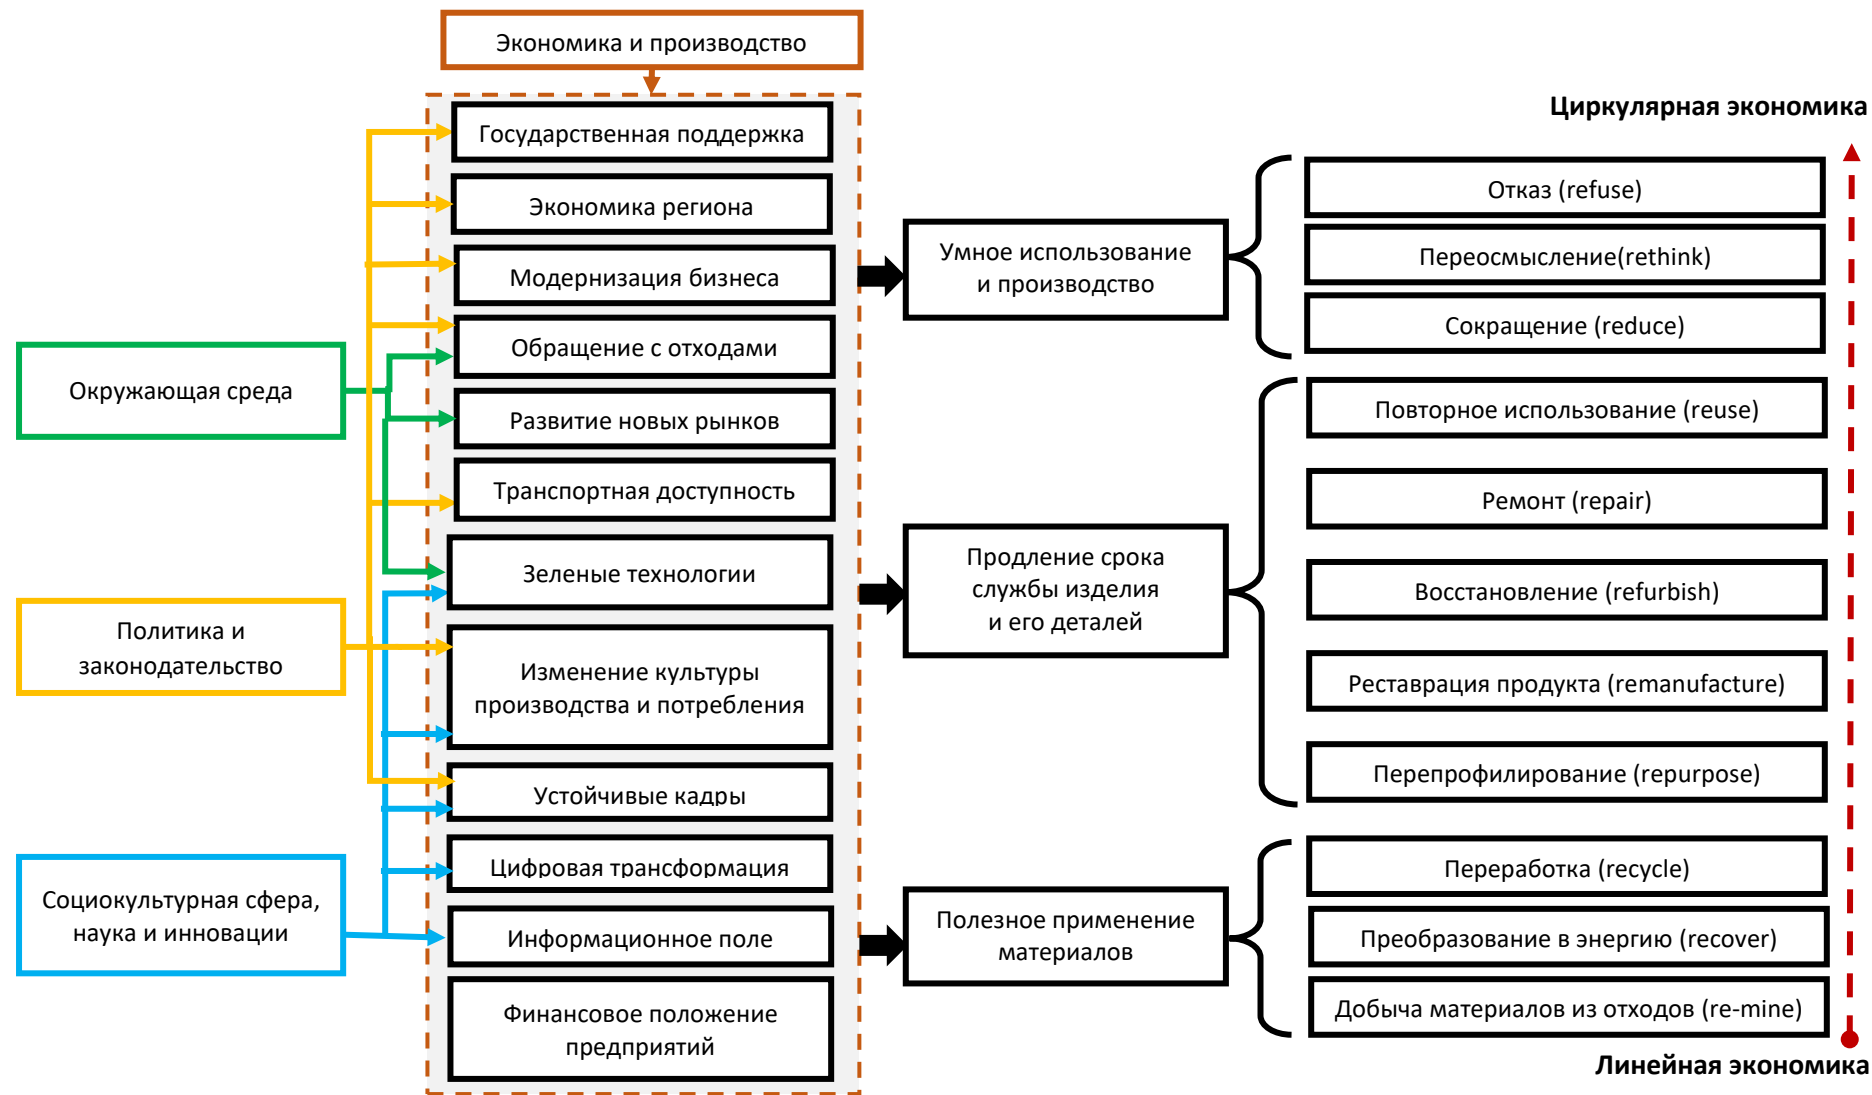 Экономика и производство
Государственная поддержка
Экономика региона
Модернизация бизнеса
Обращение с отходами
Развитие новых рынков
Транспортная доступность
Зеленые технологии
Изменение культуры
производства и потребления
Устойчивые кадры
Цифровая трансформация
Информационное поле
Финансовое положение
предприятий
Окружающая среда
Политика и
законодательство
Социокультурная сфера,
наука и инновации
Умное использование
и производство
Продление срока
службы изделия
и его деталей
Полезное применение
материалов
Циркулярная экономика
Отказ (refuse)
Переосмысление(rethink)
Сокращение (reduce)
Повторное использование (reuse)
Ремонт (repair)
Восстановление (refurbish)
Реставрация продукта (remanufacture)
Перепрофилирование (repurpose)
Переработка (recycle)
Преобразование в энергию (recover)
Добыча материалов из отходов (re-mine)
Линейная экономика